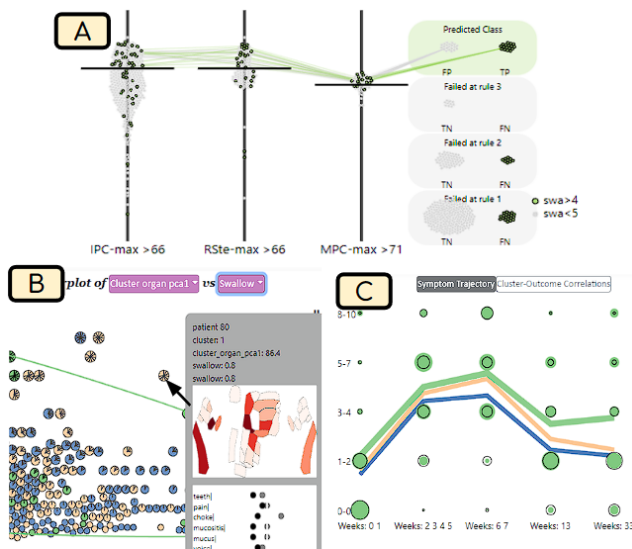 A
Predicted Class
FP TP
Failed at rule 3
TN FN
Failed at rule 2
TN FN
Failed at rule 1
TN FN
swa>4
swa<5
IPC-max >66 RSte-max >66 MPC-max >71
B
rplot of Cluster organ pca1 vs Swallow
patient 80
cluster: 1
cluster_organ_pca1: 86.4
swallow: 0.8
swallow: 0.8
teeth|
pain|
choke|
mucositis|
mucus|
C
Symptom Trajectory Cluster-Outcome Correlations
8-10
5-7
3-4
1-2
0-0
Weeks: 0 1 Weeks: 2 3 4 5 Weeks: 6 7 Weeks: 13 Weeks: 33